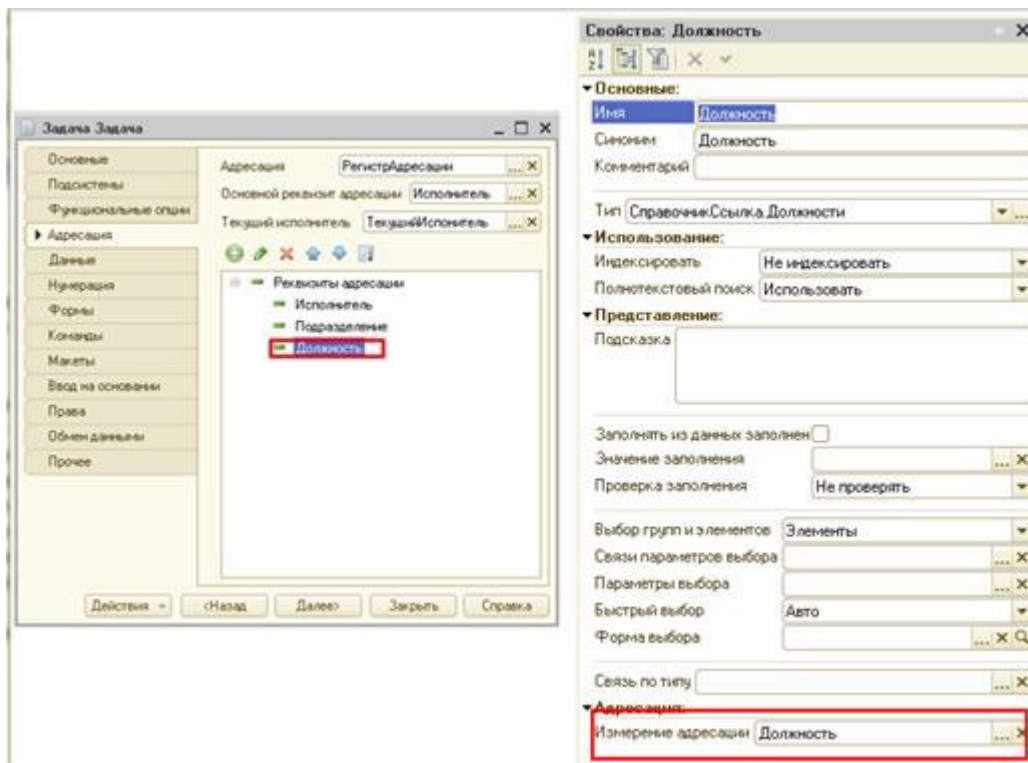 Задача Задача
Основные
Подсистемы
Функциональные опции
Адресация
Данные
Нумерация
Формы
Команды
Макеты
Ввод на основании
Права
Обмен данными
Прочее
Адресация РегистрАдресации ...
Основной реквизит адресации Исполнитель ...
Текущий исполнитель ТекущийИсполнитель ...
Реквизиты адресации
Исполнитель
Подразделение
Должность
Действия
<Назад
Далее>
Закрыть
Справка
Свойства: Должность
Основные:
Имя Должность
Синоним Должность
Комментарий
Тип СправочникСсылка.Должности ...
Использование:
Индексировать Не индексировать
Полнотекстовый поиск Использовать
Представление:
Подсказка
Заполнять из данных заполнен
Значение заполнения ...
Проверка заполнения Не проверять
Выбор групп и элементов Элементы
Связи параметров выбора ...
Параметры выбора ...
Быстрый выбор Авто
Форма выбора ...
Связь по типу ...
Адресация:
Измерение адресации Должность ...